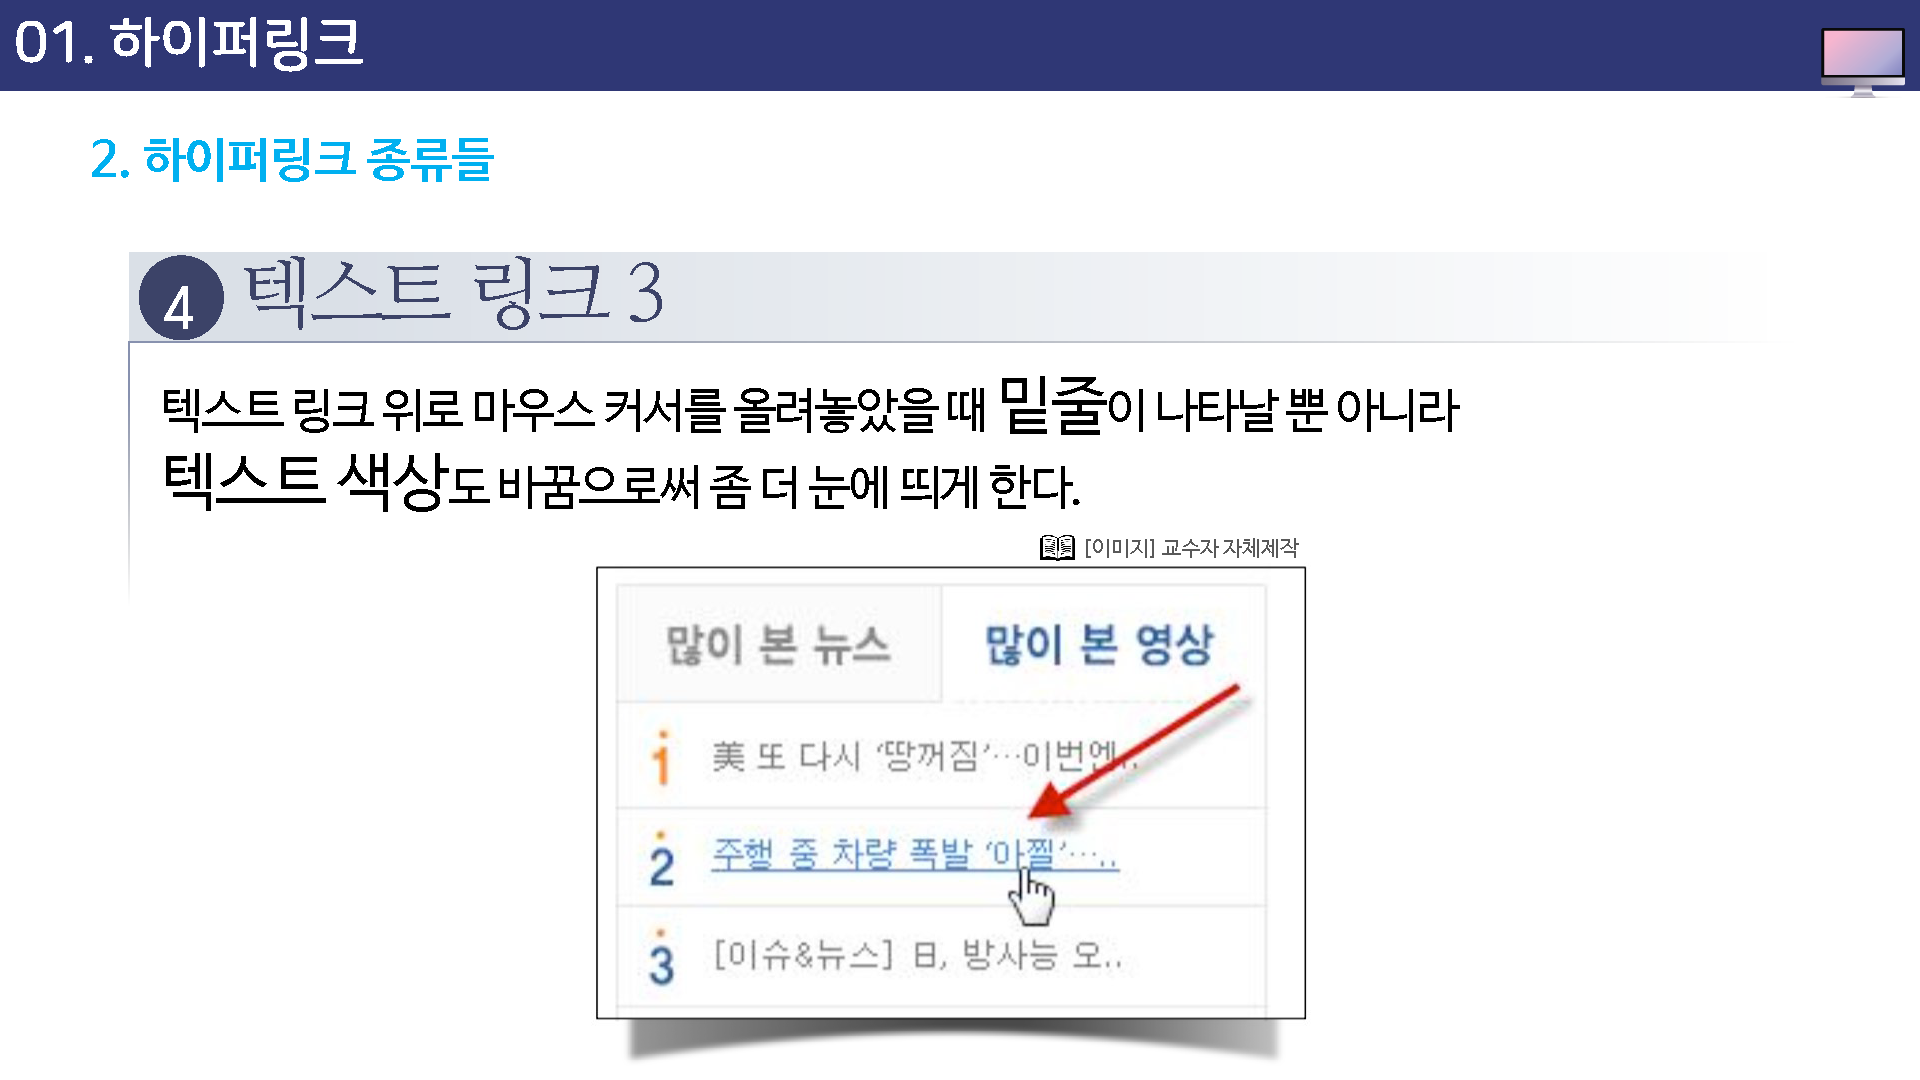 01. 하이퍼링크
2. 하이퍼링크 종류들
4 텍스트 링크 3
텍스트 링크 위로 마우스 커서를 올려놓았을 때 밑줄이 나타날 뿐 아니라
텍스트 색상도 바꿈으로써 좀 더 눈에 띄게 한다.
[이미지] 교수자 자체제작
많이 본 뉴스 많이 본 영상
1 美 또 다시 ‘땅꺼짐’…이번엔..
2 주행 중 차량 폭발 ‘아찔’…..
3 [이슈&뉴스] 日, 방사능 오..